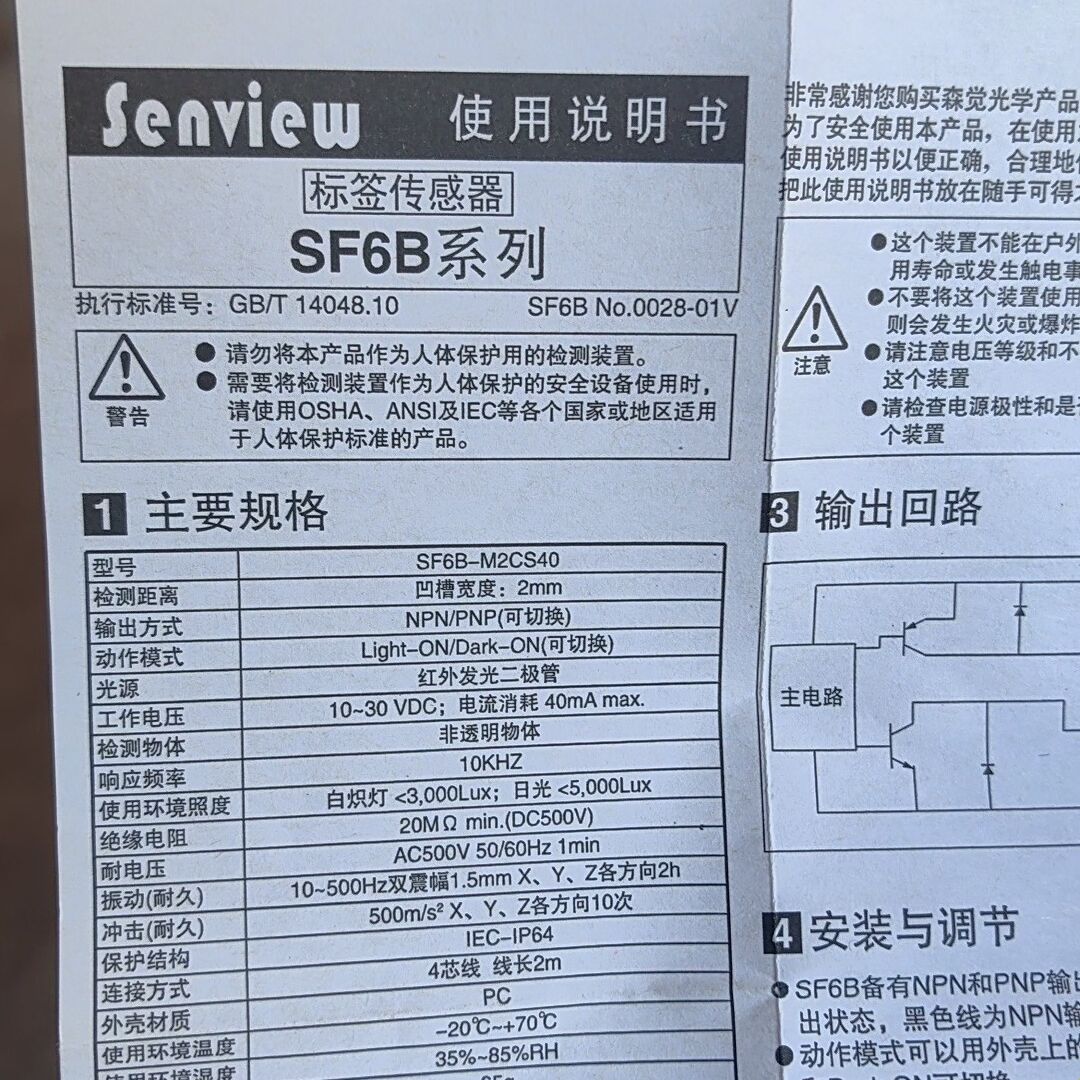 Senview 使用说明书
标签传感器
SF6B系列
执行标准号：GB/T 14048.10 SF6B No.0028-01V
警告
● 请勿将本产品作为人体保护用的检测装置。
● 需要将检测装置作为人体保护的安全设备使用时，
请使用OSHA、ANSI及IEC等各个国家或地区适用
于人体保护标准的产品。
1 主要规格
型号 SF6B-M2CS40
检测距离 凹槽宽度：2mm
输出方式 NPN/PNP(可切换)
动作模式 Light-ON/Dark-ON(可切换)
光源 红外发光二极管
工作电压 10~30 VDC；电流消耗 40mA max.
检测物体 非透明物体
响应频率 10KHZ
使用环境照度 白炽灯 <3,000Lux；日光 <5,000Lux
绝缘电阻 20MΩ min.(DC500V)
耐电压 AC500V 50/60Hz 1min
振动(耐久) 10~500Hz双震幅1.5mm X、Y、Z各方向2h
冲击(耐久) 500m/s² X、Y、Z各方向10次
保护结构 IEC-IP64
连接方式 4芯线 线长2m
外壳材质 PC
使用环境温度 -20℃~+70℃
使用环境湿度 35%~85%RH
非常感谢您购买森觉光学产品
为了安全使用本产品，在使用
使用说明书以便正确，合理地
把此使用说明书放在随手可得
注意
● 这个装置不能在户外
用寿命或发生触电事
● 不要将这个装置使用
则会发生火灾或爆炸
● 请注意电压等级和不
这个装置
● 请检查电源极性和是
个装置
3 输出回路
主电路
4 安装与调节
● SF6B备有NPN和PNP输出
出状态，黑色线为NPN输
● 动作模式可以用外壳上的